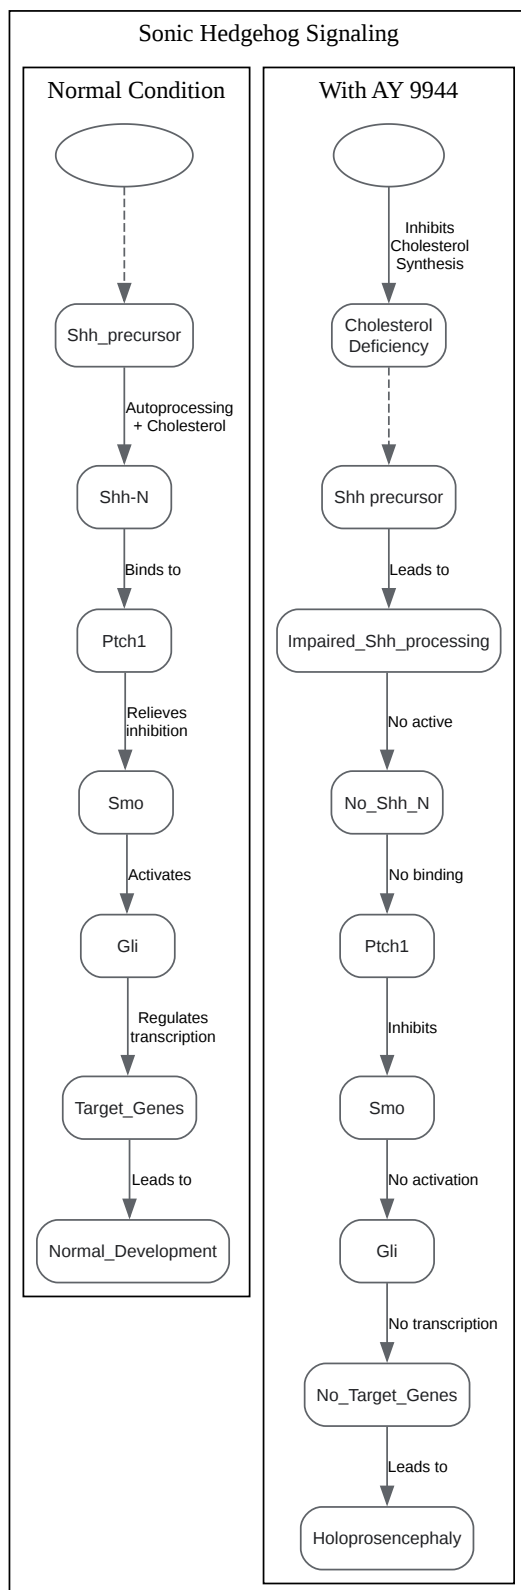 Sonic Hedgehog Signaling
Normal Condition
Shh_precursor
Autoprocessing
+ Cholesterol
Shh-N
Binds to
Ptch1
Relieves
inhibition
Smo
Activates
Gli
Regulates
transcription
Target_Genes
Leads to
Normal_Development
With AY 9944
Inhibits
Cholesterol
Synthesis
Cholesterol
Deficiency
Shh precursor
Leads to
Impaired_Shh_processing
No active
No_Shh_N
No binding
Ptch1
Inhibits
Smo
No activation
Gli
No transcription
No_Target_Genes
Leads to
Holoprosencephaly